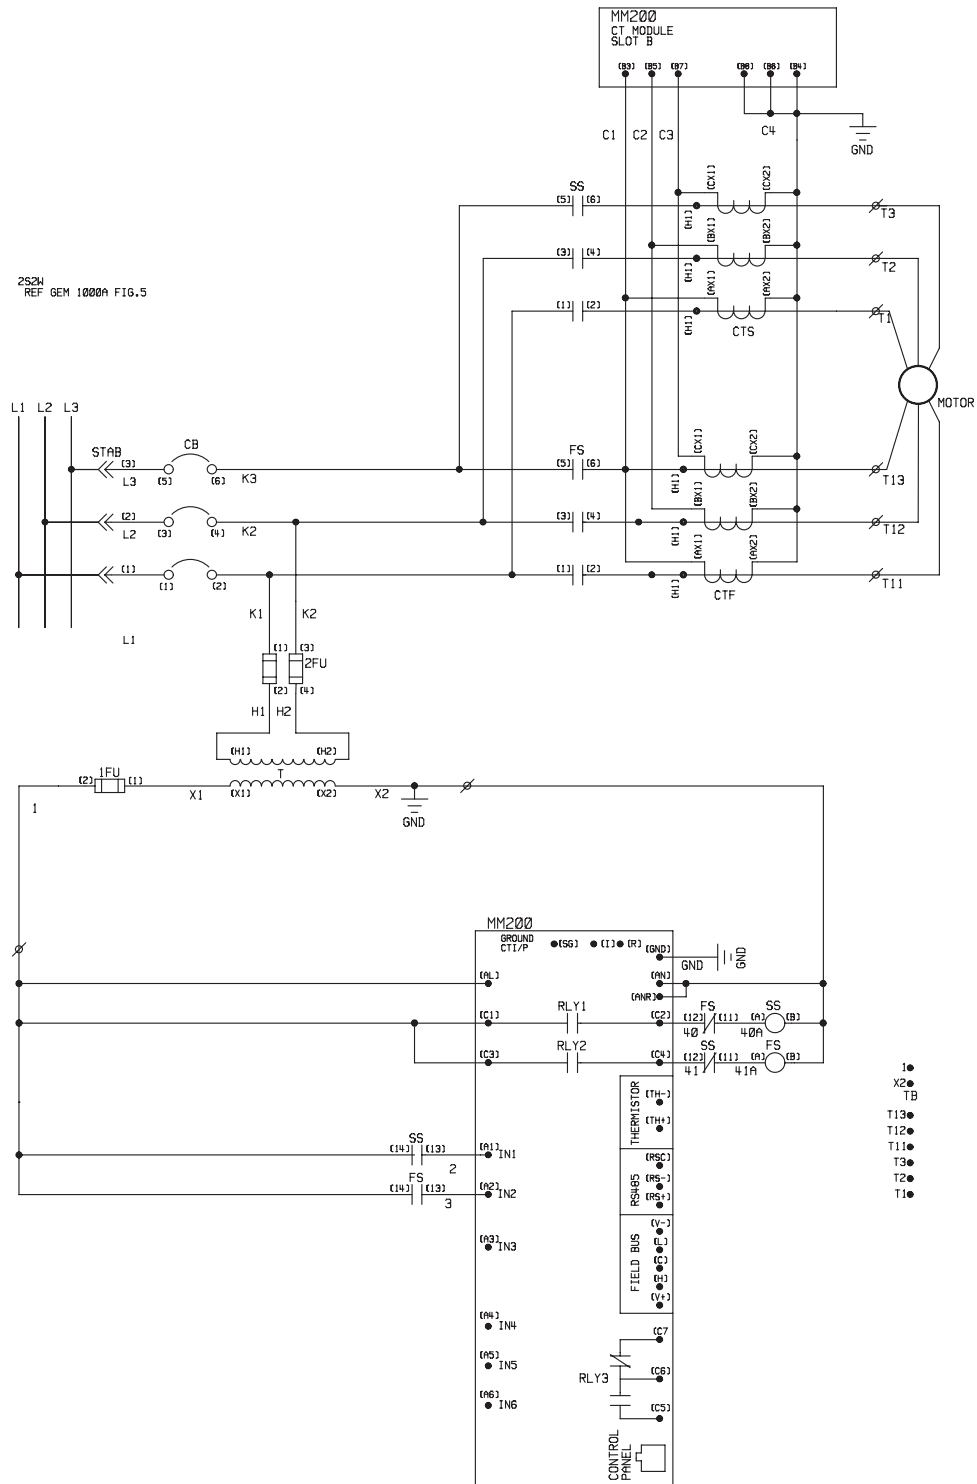 MM200
CT MODULE
SLOT B
(B3) (B5) (B7) (B8) (B6) (B4)
C1 C2 C3 C4
GND
SS
(5) (6) (H1) (CX1) (CX2) T3
(3) (4) (H1) (BX1) (BX2) T2
(1) (2) (H1) (AX1) (AX2) T1
CTS
2S2W
REF GEM 1000A FIG.5
MOTOR
L1 L2 L3
STAB CB FS
(3) L3 (5) (6) K3 (5) (6) (H1) (CX1) (CX2) T13
(2) L2 (3) (4) K2 (3) (4) (H1) (BX1) (BX2) T12
(1) (1) (2) (1) (2) (H1) (AX1) (AX2) T11
CTF
L1
K1 K2
(1) (3)
2FU
(2) (4)
H1 H2
(H1) (H2)
T
1FU
(2) (1) X1 (X1) (X2) X2
1
GND
MM200
GROUND
CTI/P
(SG) (I) (R)
(GND) GND GND
(AL) (AN)
(ANR)
(C1) RLY1 (C2) (12) FS (11) (A) SS (B)
40 40A
(C3) RLY2 (C4) (12) SS (11) (A) FS (B)
41 41A
THERMISTOR
(TH-)
(TH+)
SS
(14) (13) (A1) IN1
2
FS
(14) (13) (A2) IN2
3
RS485
(RSC)
(RS-)
(RS+)
(A3) IN3
FIELD BUS
(V-)
(L)
(C)
(H)
(V+)
(A4) IN4
(A5) IN5
(A6) IN6
RLY3
(C7
(C6)
(C5)
CONTROL
PANEL
1
X2
TB
T13
T12
T11
T3
T2
T1